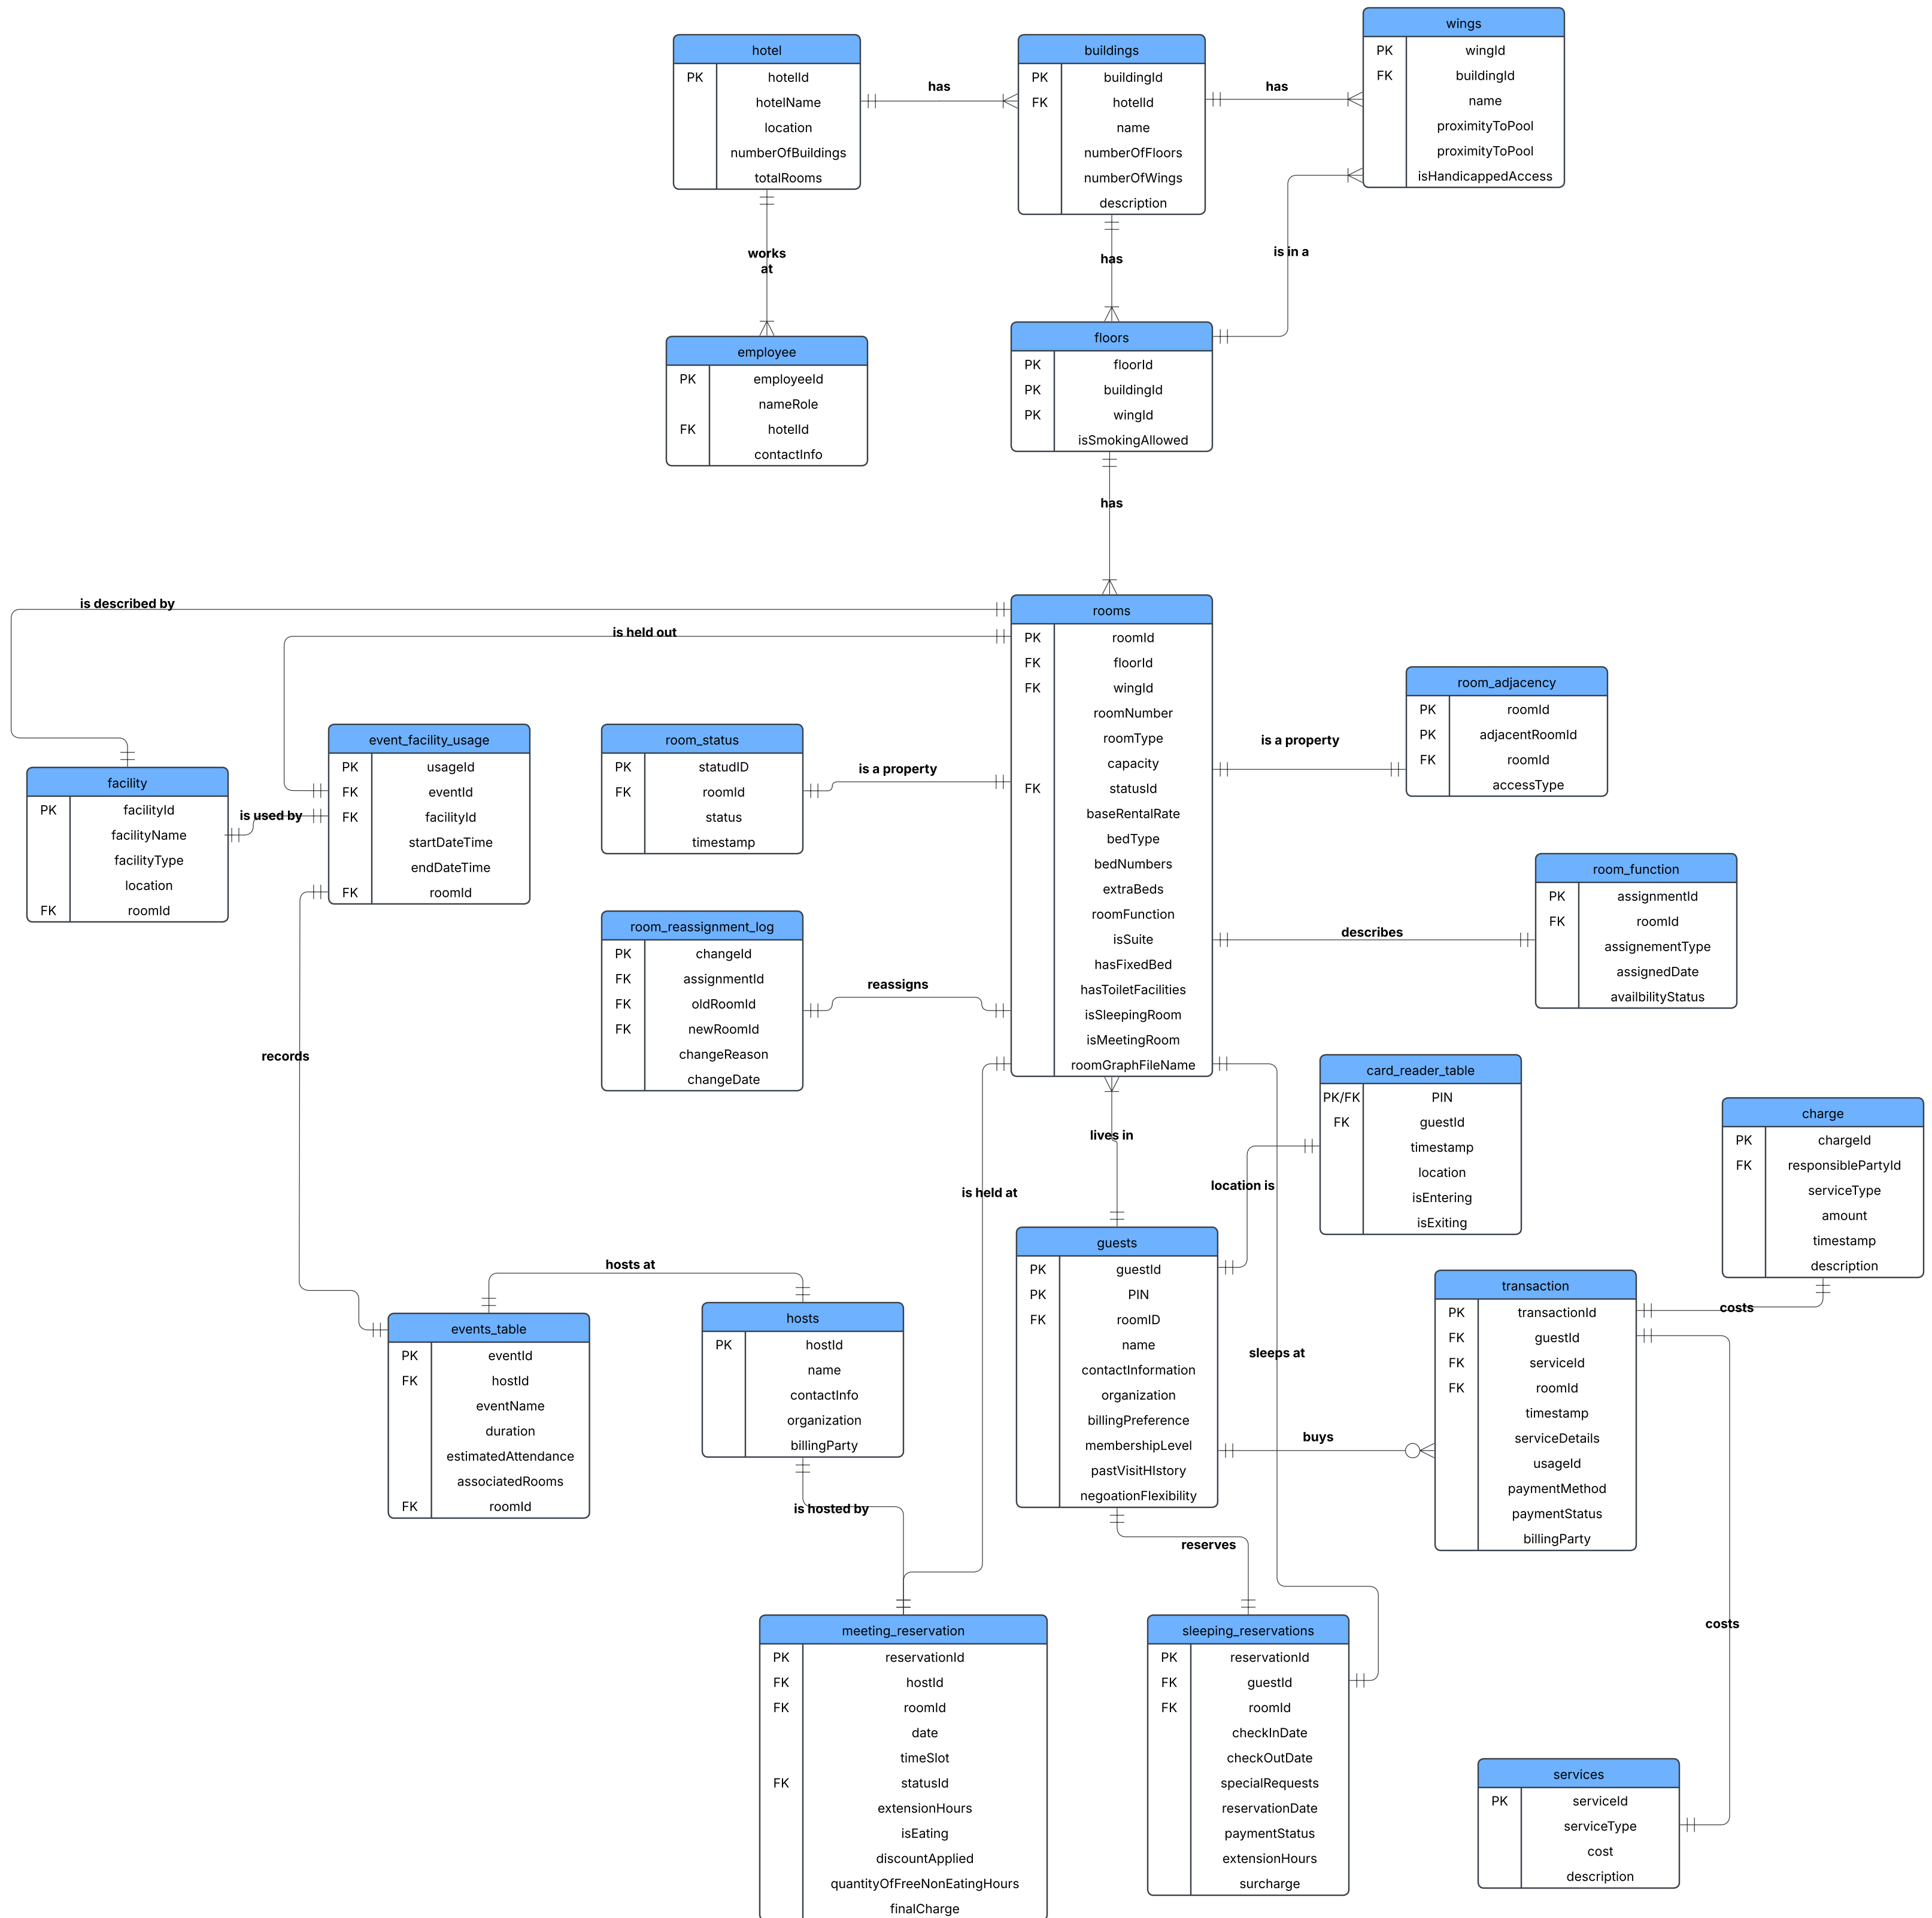 hotel
PK hotelId
hotelName
location
numberOfBuildings
totalRooms
has
buildings
PK buildingId
FK hotelId
name
numberOfFloors
numberOfWings
description
has
wings
PK wingId
FK buildingId
name
proximityToPool
proximityToPool
isHandicappedAccess
works
at
has
is in a
employee
PK employeeId
nameRole
FK hotelId
contactInfo
floors
PK floorId
PK buildingId
PK wingId
isSmokingAllowed
has
is described by
is held out
rooms
PK roomId
FK floorId
FK wingId
roomNumber
roomType
capacity
FK statusId
baseRentalRate
bedType
bedNumbers
extraBeds
roomFunction
isSuite
hasFixedBed
hasToiletFacilities
isSleepingRoom
isMeetingRoom
roomGraphFileName
room_adjacency
PK roomId
PK adjacentRoomId
FK roomId
accessType
is a property
facility
PK facilityId
facilityName
facilityType
location
FK roomId
is used by
event_facility_usage
PK usageId
FK eventId
FK facilityId
startDateTime
endDateTime
FK roomId
room_status
PK statudID
FK roomId
status
timestamp
is a property
room_function
PK assignmentId
FK roomId
assignementType
assignedDate
availbilityStatus
describes
room_reassignment_log
PK changeId
FK assignmentId
FK oldRoomId
FK newRoomId
changeReason
changeDate
reassigns
records
card_reader_table
PK/FK PIN
FK guestId
timestamp
location
isEntering
isExiting
charge
PK chargeId
FK responsiblePartyId
serviceType
amount
timestamp
description
lives in
is held at
location is
guests
PK guestId
PK PIN
FK roomID
name
contactInformation
organization
billingPreference
membershipLevel
pastVisitHIstory
negoationFlexibility
hosts at
events_table
PK eventId
FK hostId
eventName
duration
estimatedAttendance
associatedRooms
FK roomId
hosts
PK hostId
name
contactInfo
organization
billingParty
sleeps at
transaction
PK transactionId
FK guestId
FK serviceId
FK roomId
timestamp
serviceDetails
usageId
paymentMethod
paymentStatus
billingParty
costs
buys
is hosted by
reserves
costs
meeting_reservation
PK reservationId
FK hostId
FK roomId
date
timeSlot
FK statusId
extensionHours
isEating
discountApplied
quantityOfFreeNonEatingHours
finalCharge
sleeping_reservations
PK reservationId
FK guestId
FK roomId
checkInDate
checkOutDate
specialRequests
reservationDate
paymentStatus
extensionHours
surcharge
services
PK serviceId
serviceType
cost
description